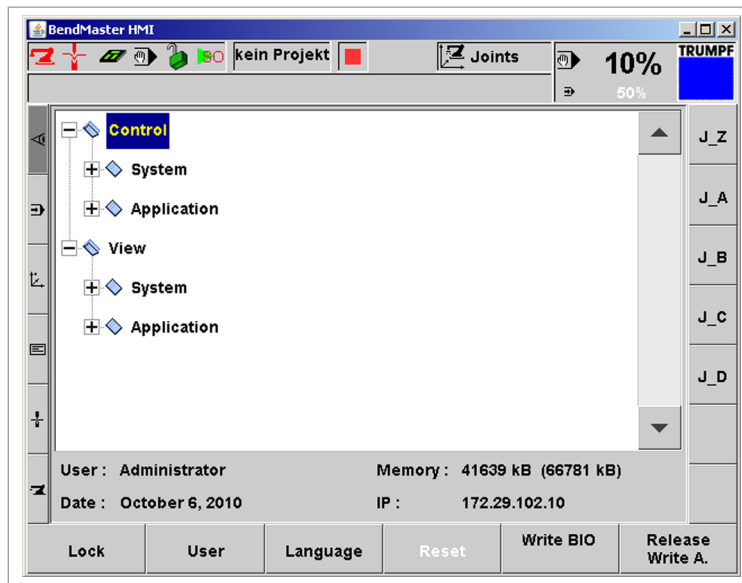 BendMaster HMI
SO
kein Projekt
Joints
10%
50%
TRUMPF
Control
System
Application
View
System
Application
J_Z
J_A
J_B
J_C
J_D
User : Administrator
Memory : 41639 kB (66781 kB)
Date : October 6, 2010
IP : 172.29.102.10
Lock
User
Language
Reset
Write BIO
Release
Write A.